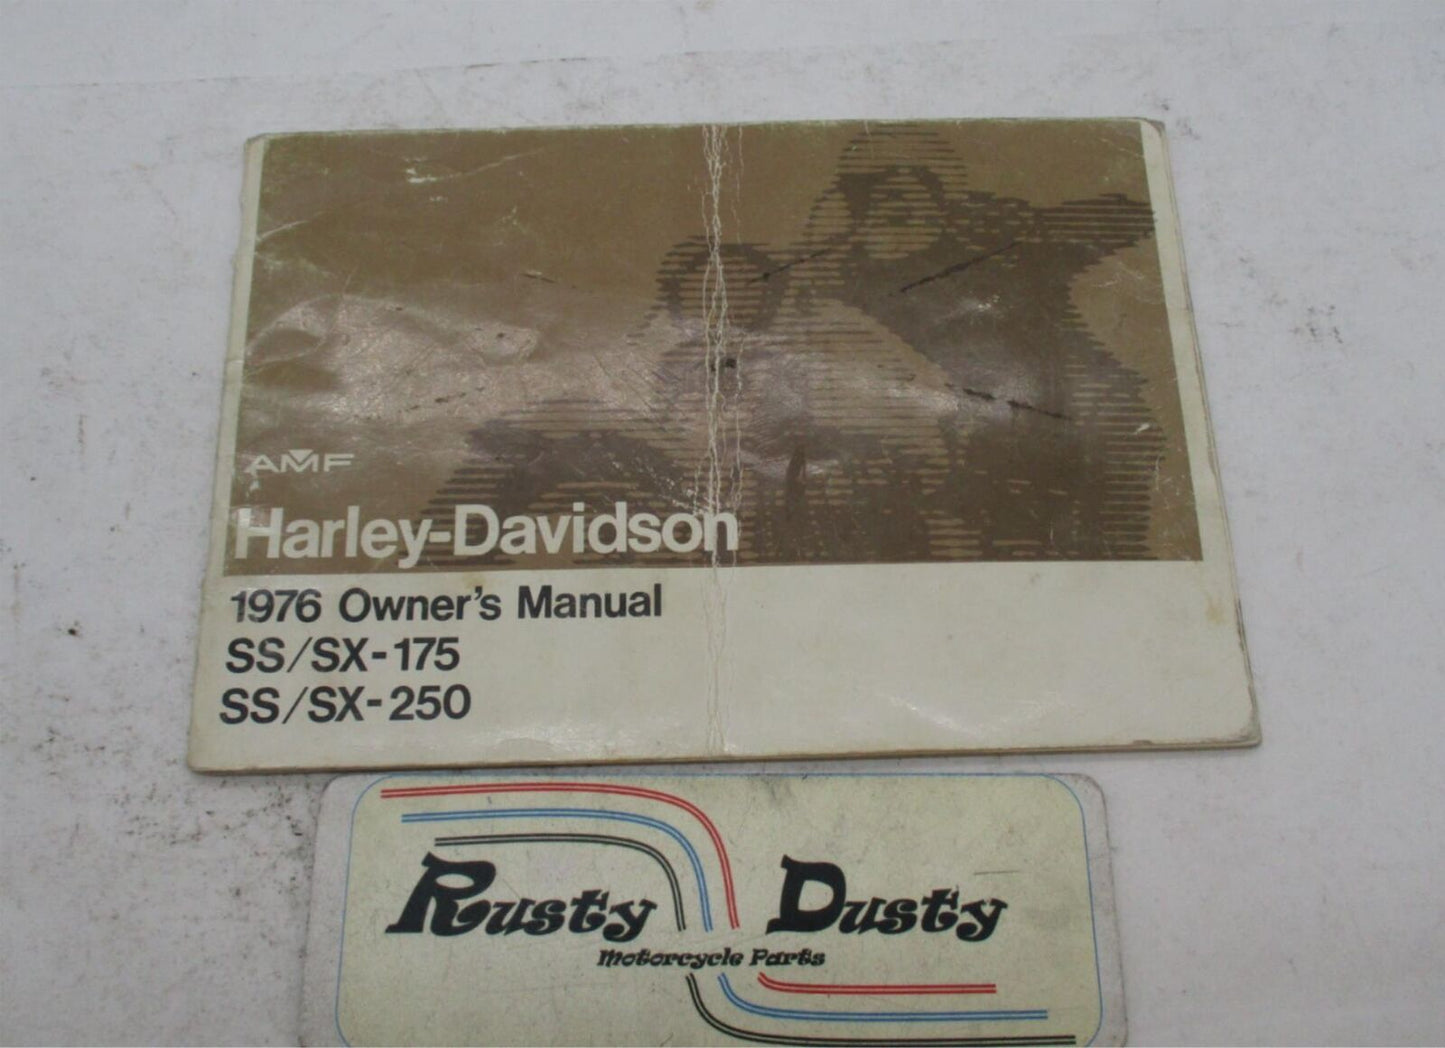 AMF
Harley-Davidson
1976 Owner's Manual
SS/SX-175
SS/SX-250
Rusty Dusty
Motorcycle Parts